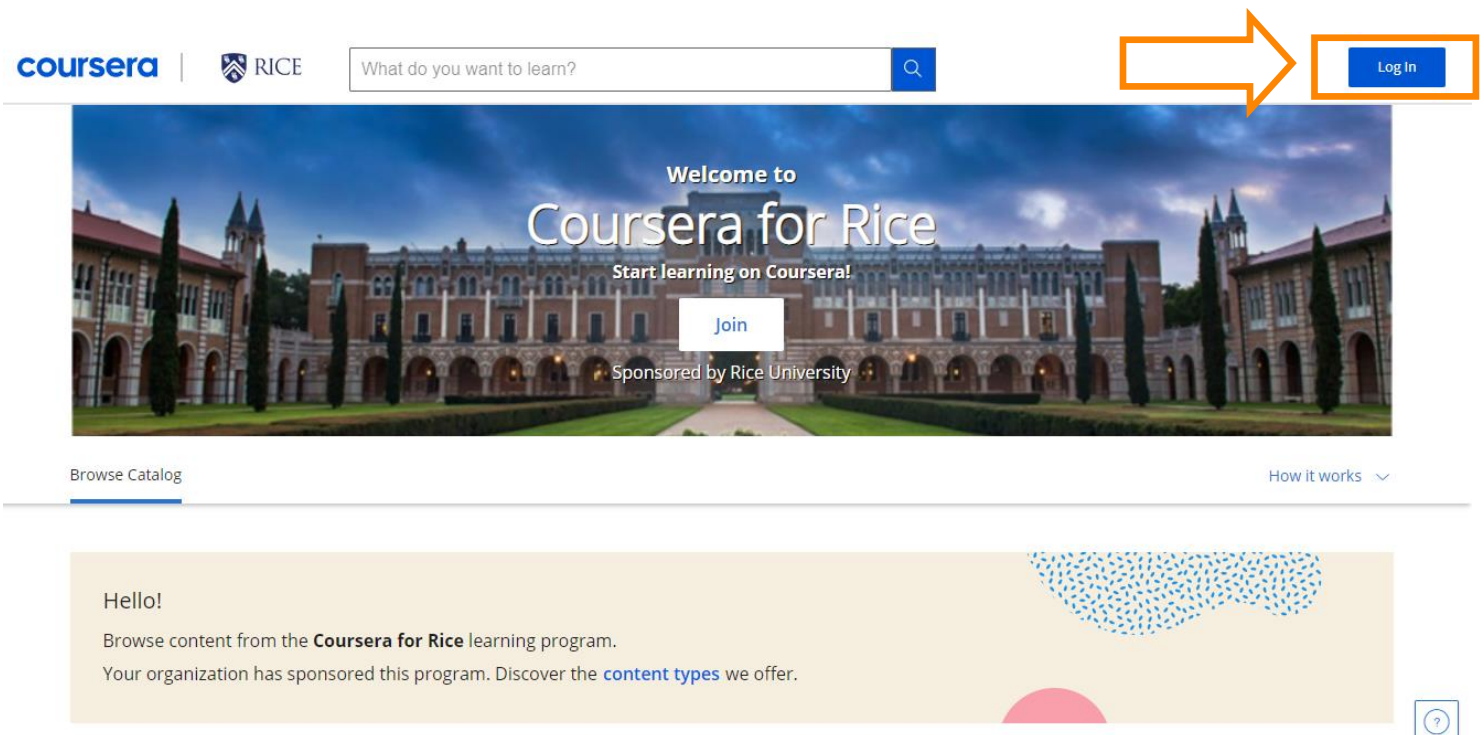 coursera
RICE
What do you want to learn?
Log In
Welcome to
Coursera for Rice
Start learning on Coursera!
Join
Sponsored by Rice University
Browse Catalog
How it works
Hello!
Browse content from the Coursera for Rice learning program.
Your organization has sponsored this program. Discover the content types we offer.
?